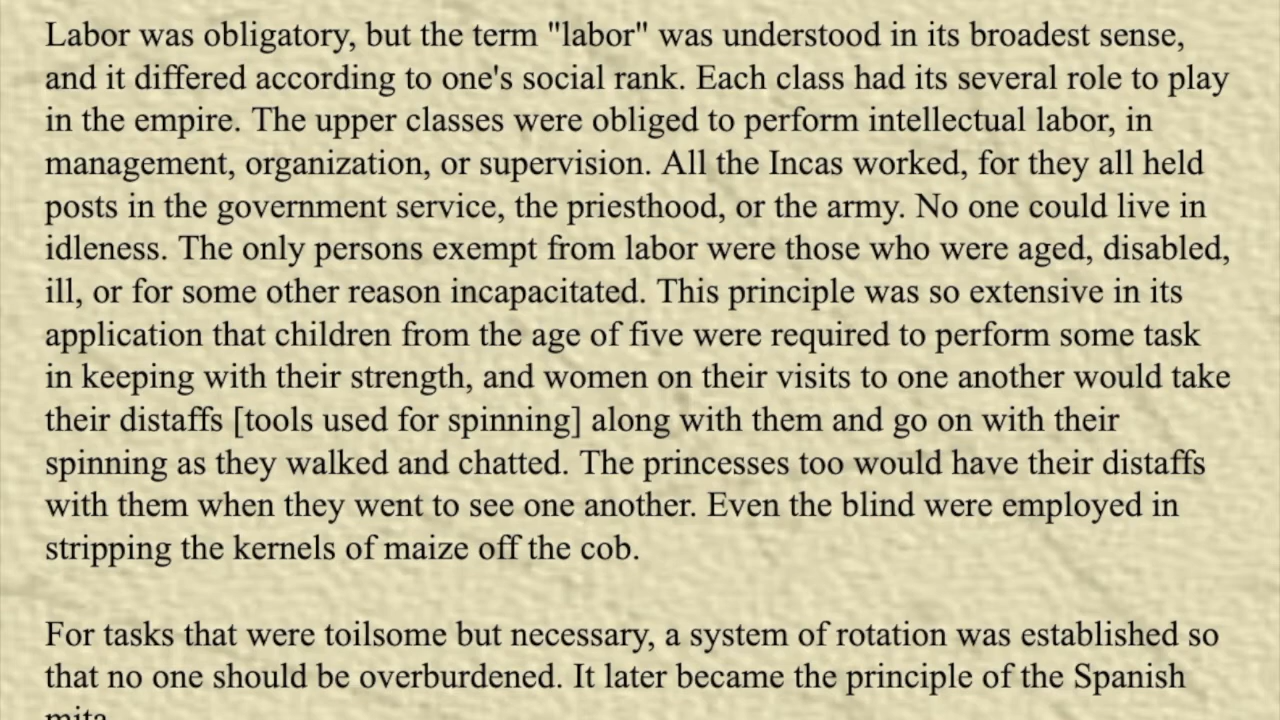 Labor was obligatory, but the term "labor" was understood in its broadest sense,
and it differed according to one's social rank. Each class had its several role to play
in the empire. The upper classes were obliged to perform intellectual labor, in
management, organization, or supervision. All the Incas worked, for they all held
posts in the government service, the priesthood, or the army. No one could live in
idleness. The only persons exempt from labor were those who were aged, disabled,
ill, or for some other reason incapacitated. This principle was so extensive in its
application that children from the age of five were required to perform some task
in keeping with their strength, and women on their visits to one another would take
their distaffs [tools used for spinning] along with them and go on with their
spinning as they walked and chatted. The princesses too would have their distaffs
with them when they went to see one another. Even the blind were employed in
stripping the kernels of maize off the cob.
For tasks that were toilsome but necessary, a system of rotation was established so
that no one should be overburdened. It later became the principle of the Spanish
mita